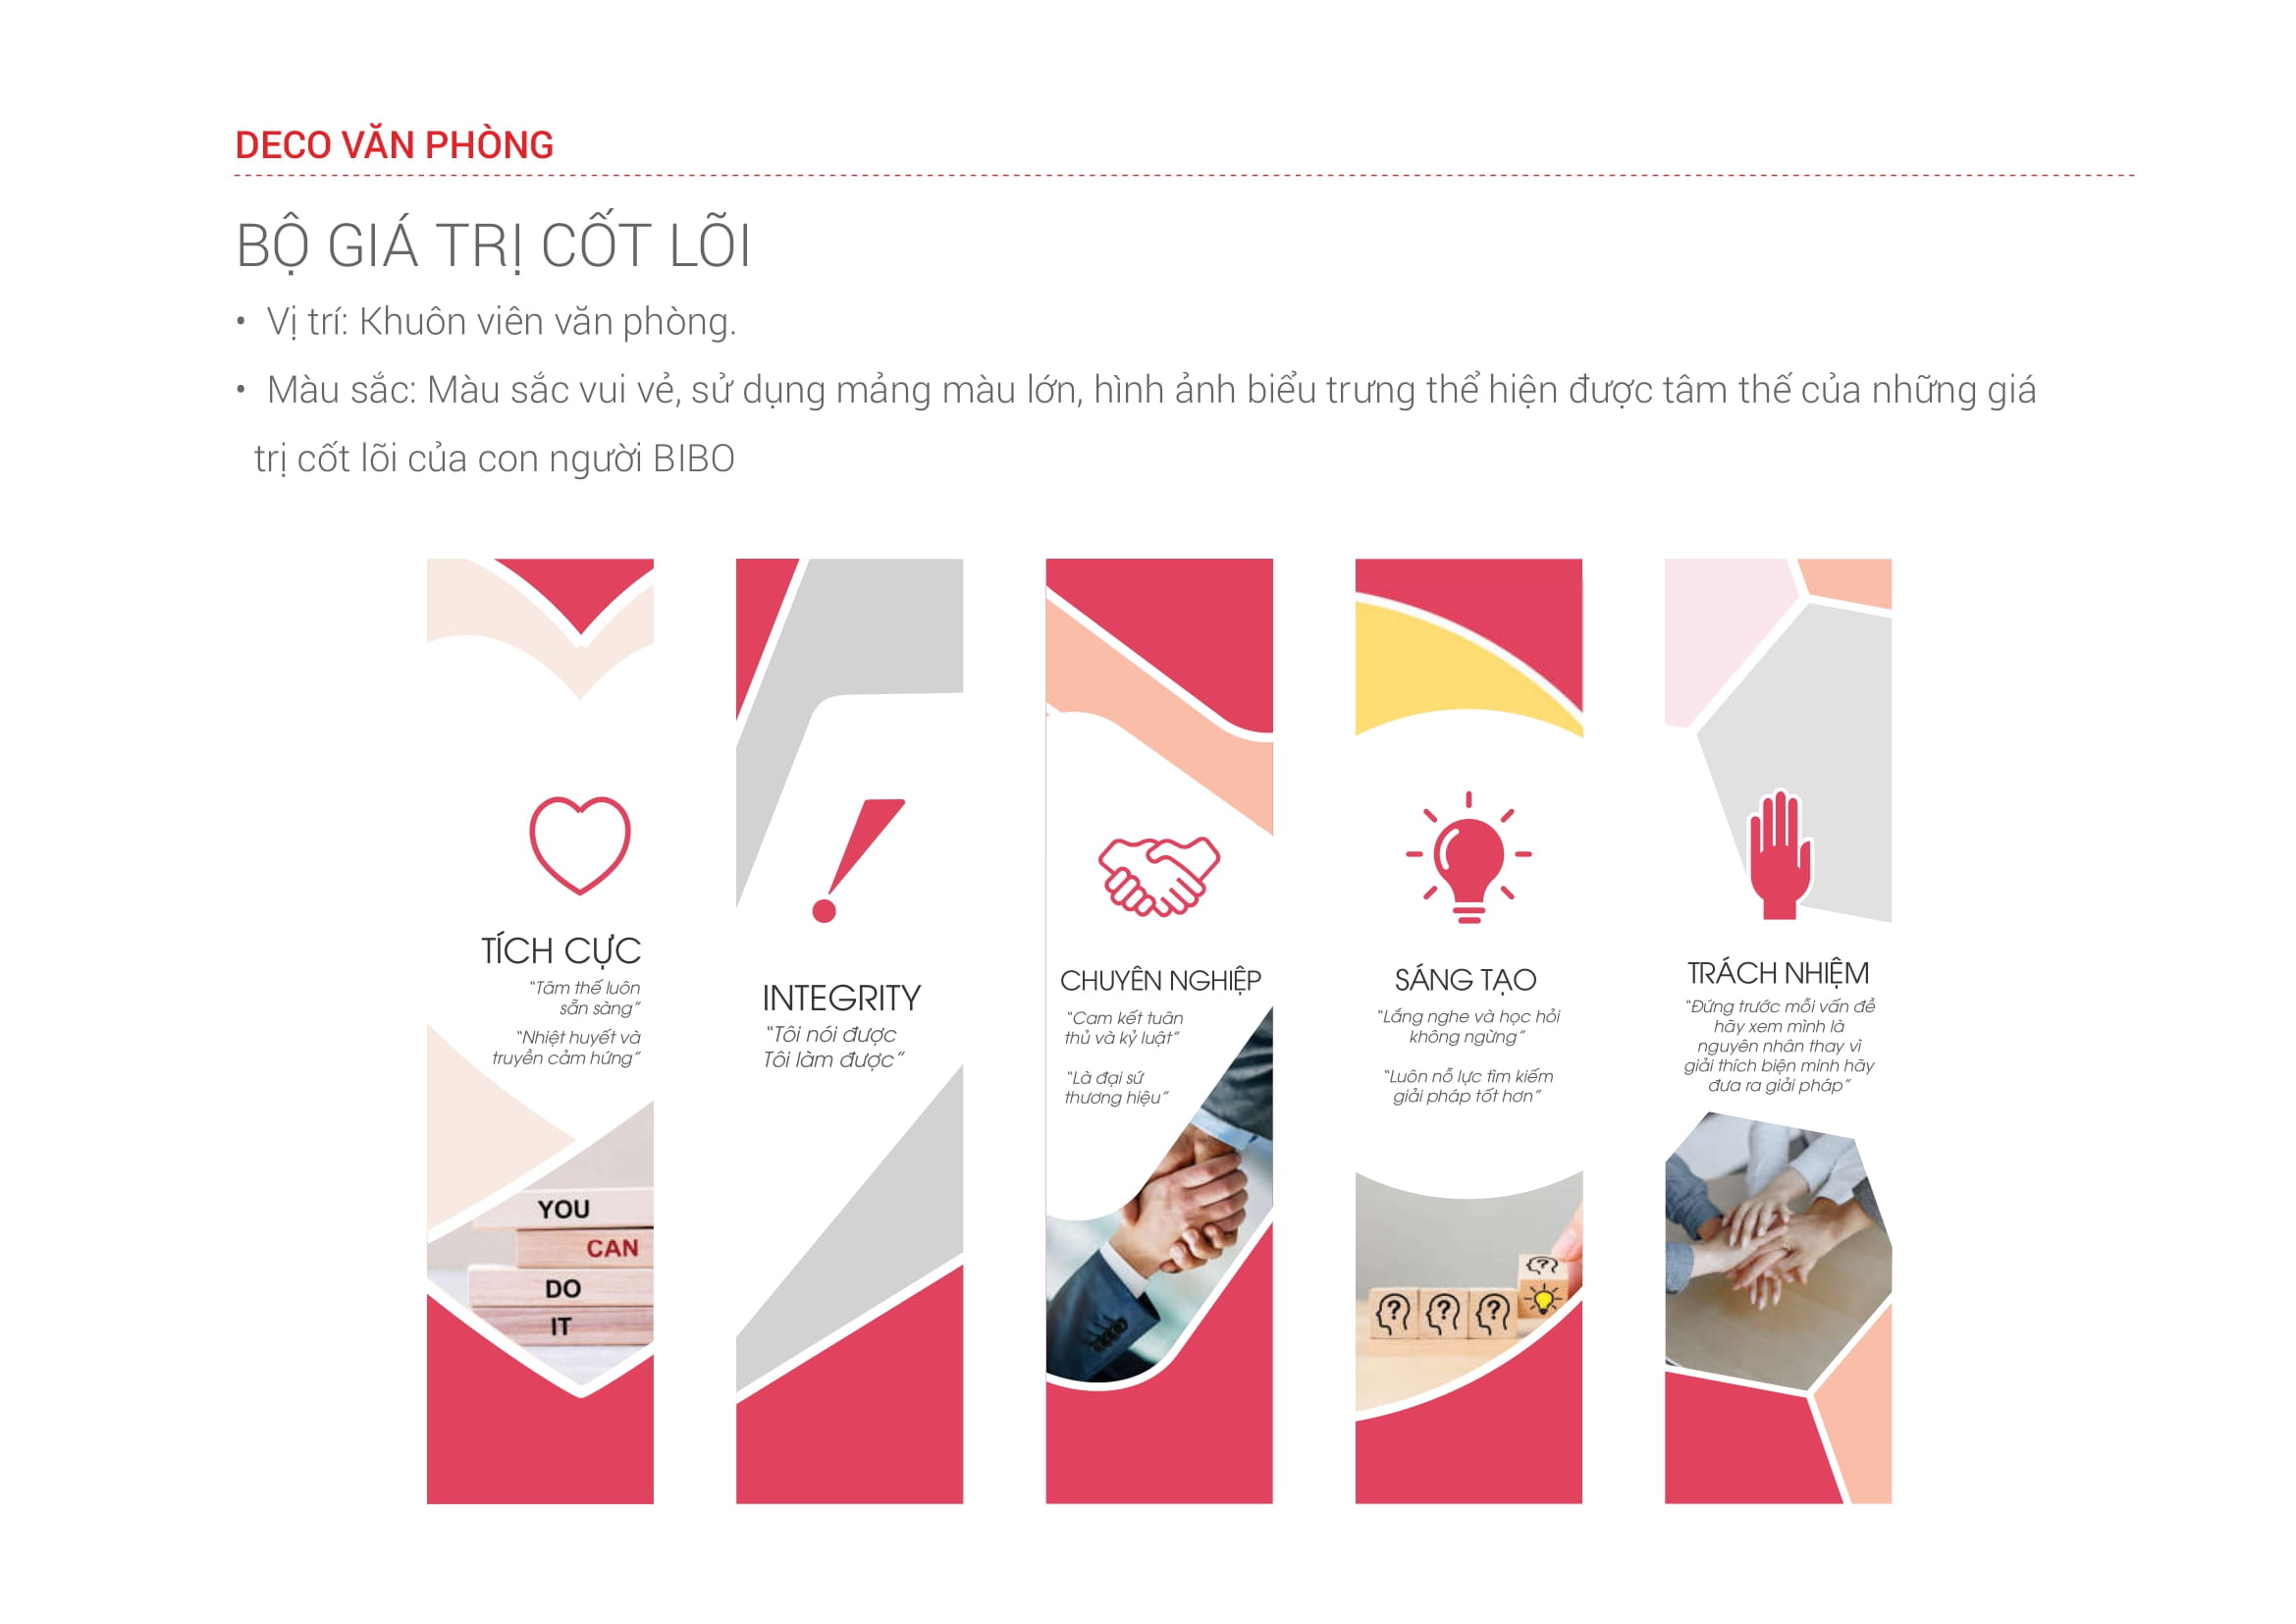 DECO VĂN PHÒNG
BỘ GIÁ TRỊ CỐT LÕI
• Vị trí: Khuôn viên văn phòng.
• Màu sắc: Màu sắc vui vẻ, sử dụng mảng màu lớn, hình ảnh biểu trưng thể hiện được tâm thế của những giá
trị cốt lõi của con người BIBO
TÍCH CỰC
“Tâm thế luôn
sẵn sàng”
“Nhiệt huyết và
truyền cảm hứng”
YOU
CAN
DO
IT
INTEGRITY
“Tôi nói được
Tôi làm được”
CHUYÊN NGHIỆP
“Cam kết tuân
thủ và kỷ luật”
“Là đại sứ
thương hiệu”
SÁNG TẠO
“Lắng nghe và học hỏi
không ngừng”
“Luôn nỗ lực tìm kiếm
giải pháp tốt hơn”
?
? ? ?
TRÁCH NHIỆM
“Đứng trước mỗi vấn đề
hãy xem mình là
nguyên nhân thay vì
giải thích biện minh hãy
đưa ra giải pháp”